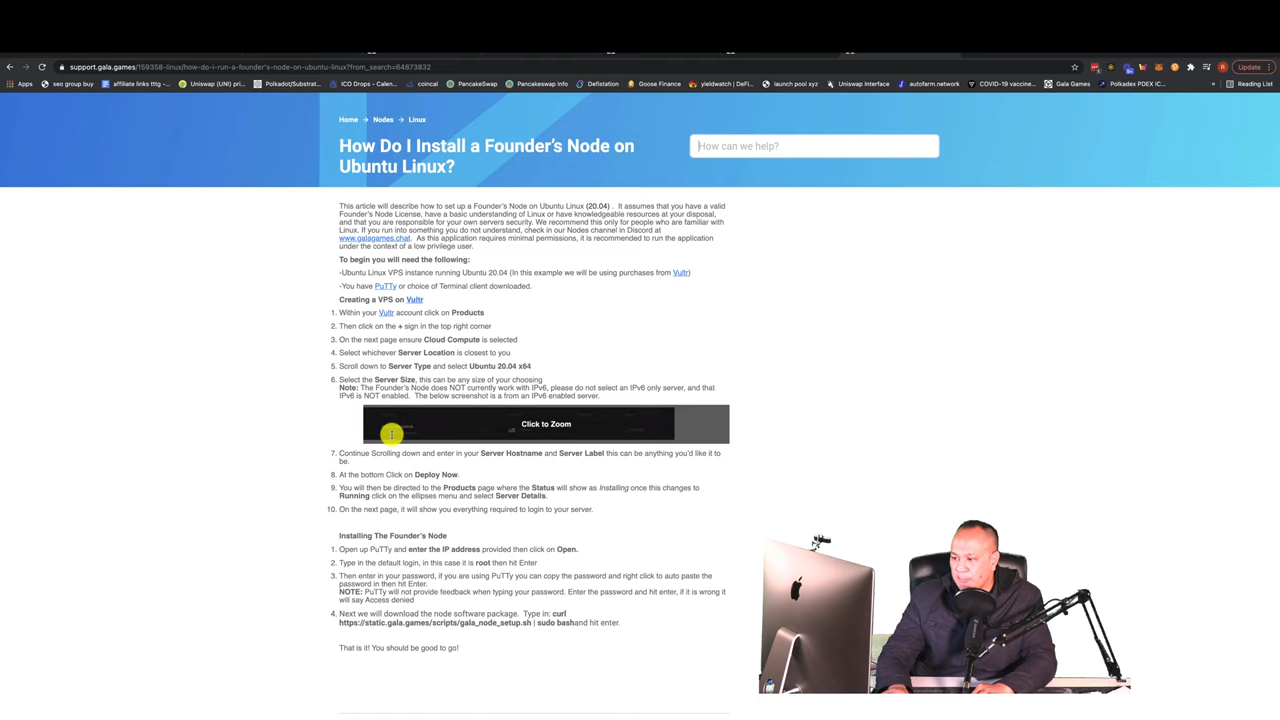 support.gala.games/159358-linux/how-do-i-run-a-founder's-node-on-ubuntu-linux?from_search=64873832
Update
Apps
seo group buy
affiliate links tttg -...
Uniswap (UNI) pri...
Polkadot/Substrat...
ICO Drops - Calen...
coincal
PancakeSwap
Pancakeswap info
Defistation
Goose Finance
yieldwatch | DeFi...
launch pool xyz
Uniswap Interface
autofarm.network
COVID-19 vaccine...
Gala Games
Polkadex PDEX IC...
»
Reading List
Home → Nodes → Linux
How Do I Install a Founder's Node on
Ubuntu Linux?
How can we help?
This article will describe how to set up a Founder's Node on Ubuntu Linux (20.04) . It assumes that you have a valid
Founder's Node License, have a basic understanding of Linux or have knowledgeable resources at your disposal,
and that you are responsible for your own servers security. We recommend this only for people who are familiar with
Linux. If you run into something you do not understand, check in our Nodes channel in Discord at
www.galagames.chat. As this application requires minimal permissions, it is recommended to run the application
under the context of a low privilege user.
To begin you will need the following:
-Ubuntu Linux VPS instance running Ubuntu 20.04 (In this example we will be using purchases from Vultr)
-You have PuTTy or choice of Terminal client downloaded.
Creating a VPS on Vultr
1. Within your Vultr account click on Products
2. Then click on the + sign in the top right corner
3. On the next page ensure Cloud Compute is selected
4. Select whichever Server Location is closest to you
5. Scroll down to Server Type and select Ubuntu 20.04 x64
6. Select the Server Size, this can be any size of your choosing
Note: The Founder's Node does NOT currently work with IPv6, please do not select an IPv6 only server, and that
IPv6 is NOT enabled. The below screenshot is a from an IPv6 enabled server.
Click to Zoom
7. Continue Scrolling down and enter in your Server Hostname and Server Label this can be anything you'd like it to
be.
8. At the bottom Click on Deploy Now.
9. You will then be directed to the Products page where the Status will show as Installing once this changes to
Running click on the ellipses menu and select Server Details.
10. On the next page, it will show you everything required to login to your server.
Installing The Founder's Node
1. Open up PuTTy and enter the IP address provided then click on Open.
2. Type in the default login, in this case it is root then hit Enter
3. Then enter in your password, if you are using PuTTy you can copy the password and right click to auto paste the
password in then hit Enter.
NOTE: PuTTy will not provide feedback when typing your password. Enter the password and hit enter, if it is wrong it
will say Access denied
4. Next we will download the node software package. Type in: curl
https://static.gala.games/scripts/gala_node_setup.sh | sudo bashand hit enter.
That is it! You should be good to go!